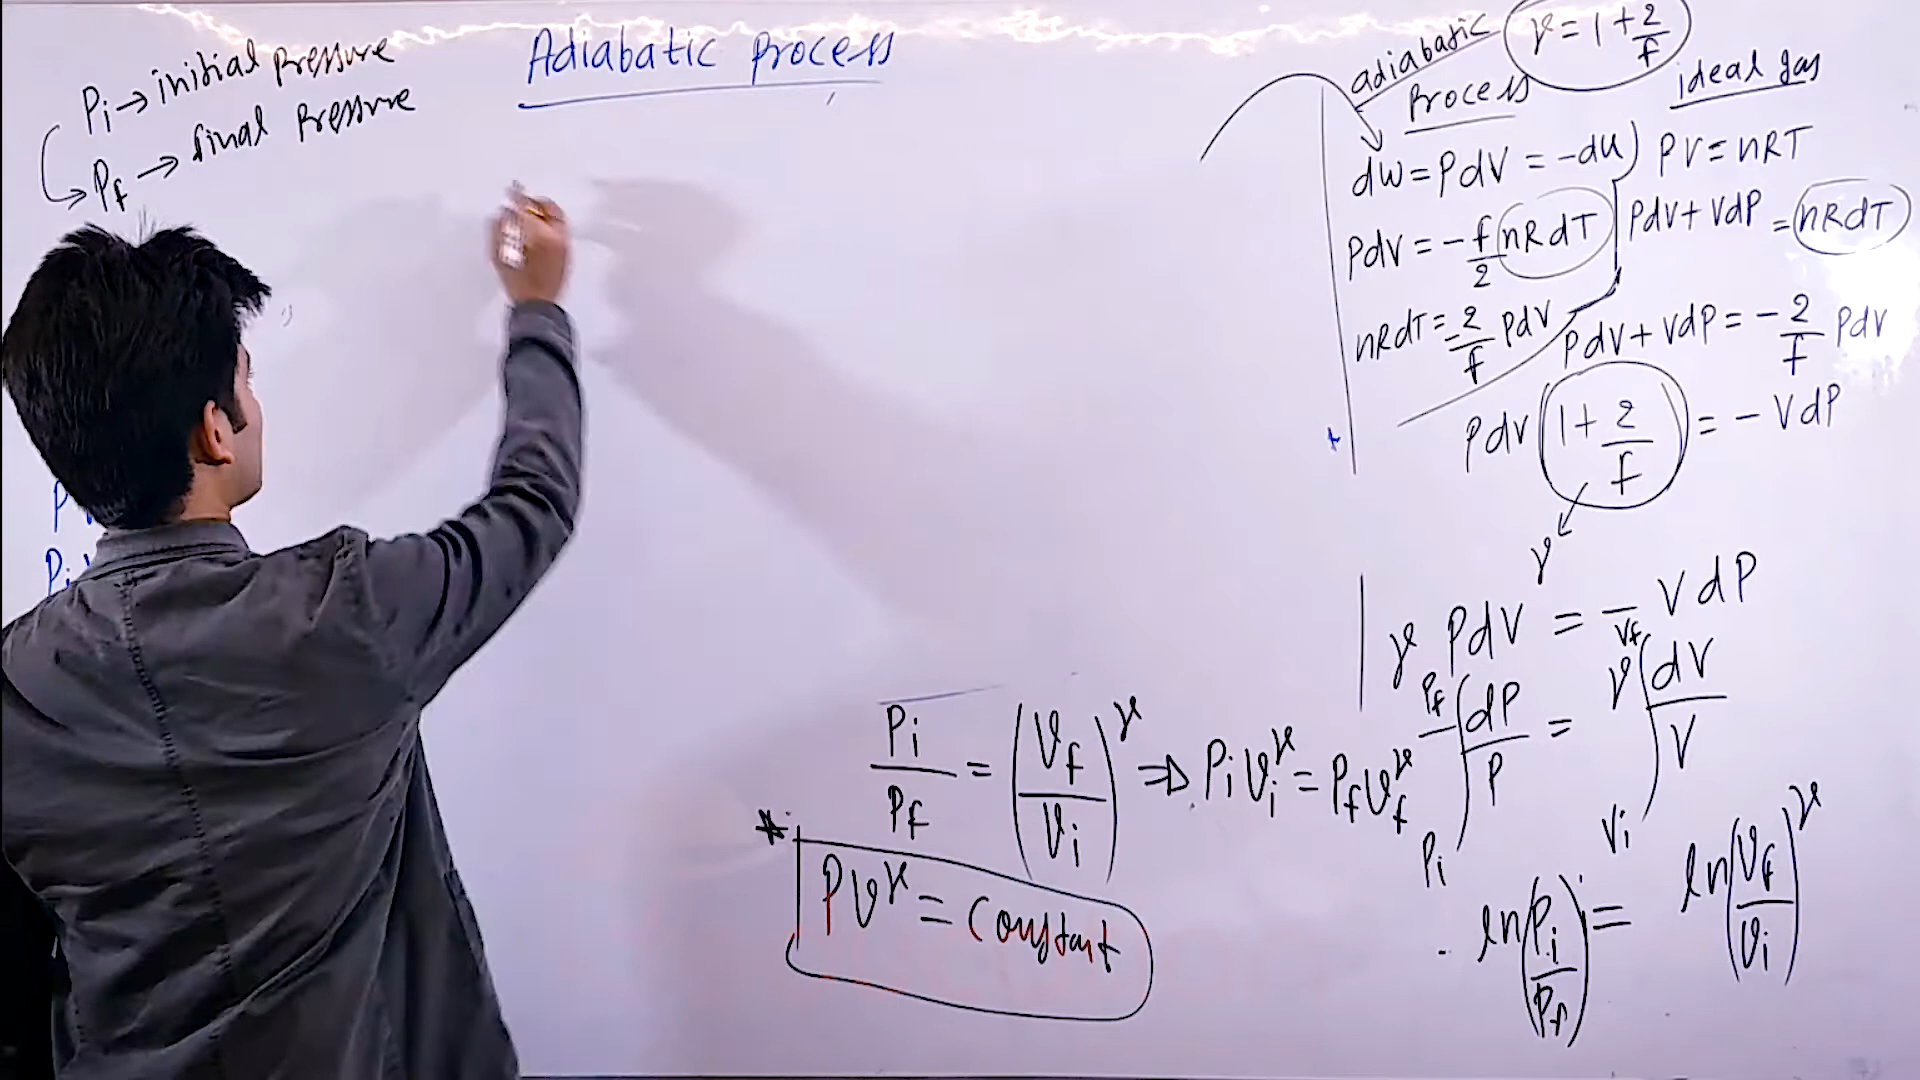 Adiabatic Process
Pi → initial pressure
Pf → final pressure
P
Pi
adiabatic Process
γ = 1 + 2/f
ideal gas
dW = PdV = -dU
PV = nRT
PdV = - f/2 nRdT
PdV + VdP = nRdT
nRdT = -2/f PdV
PdV + VdP = - 2/f PdV
PdV (1 + 2/f) = - VdP
γ
γ PdV = - VdP
- ∫ Pi Pf dP/P = γ ∫ Vi Vf dV/V
ln(Pi/Pf) = ln(Vf/Vi)^γ
Pi/Pf = (Vf/Vi)^γ ⇒ PiVi^γ = PfVf^γ
* PV^γ = Constant